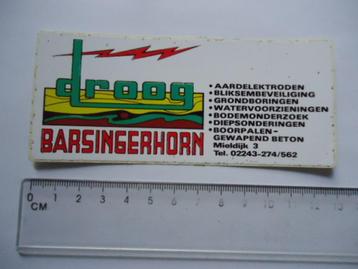 droog
BARSINGERHORN
• AARDELEKTRODEN
• BLIKSEMBEVEILIGING
• GRONDBORINGEN
• WATERVOORZIENINGEN
• BODEMONDERZOEK
• DIEPSONDERINGEN
• BOORPALEN-
GEWAPEND BETON
Mieldijk 3
Tel. 02243-274/562
0 1 2 3 4 5 6 7 8 9 10 11 12 13
CM